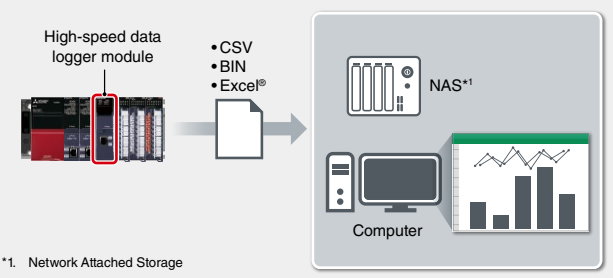 High-speed data
logger module
•CSV
•BIN
•Excel®
NAS*1
Computer
*1. Network Attached Storage